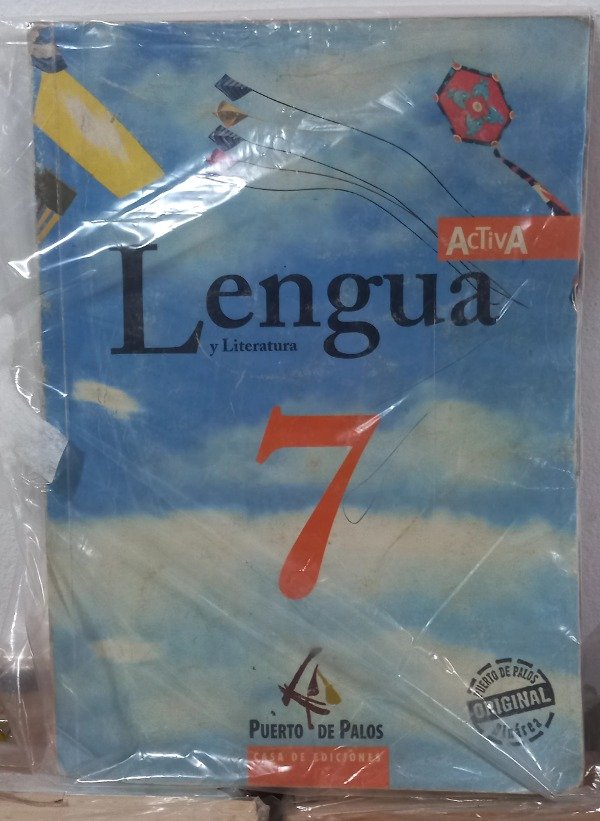 ACTIVA
Lengua
y Literatura
7
PUERTO DE PALOS
CASA DE EDICIONES
PUERTO DE PALOS
ORIGINAL